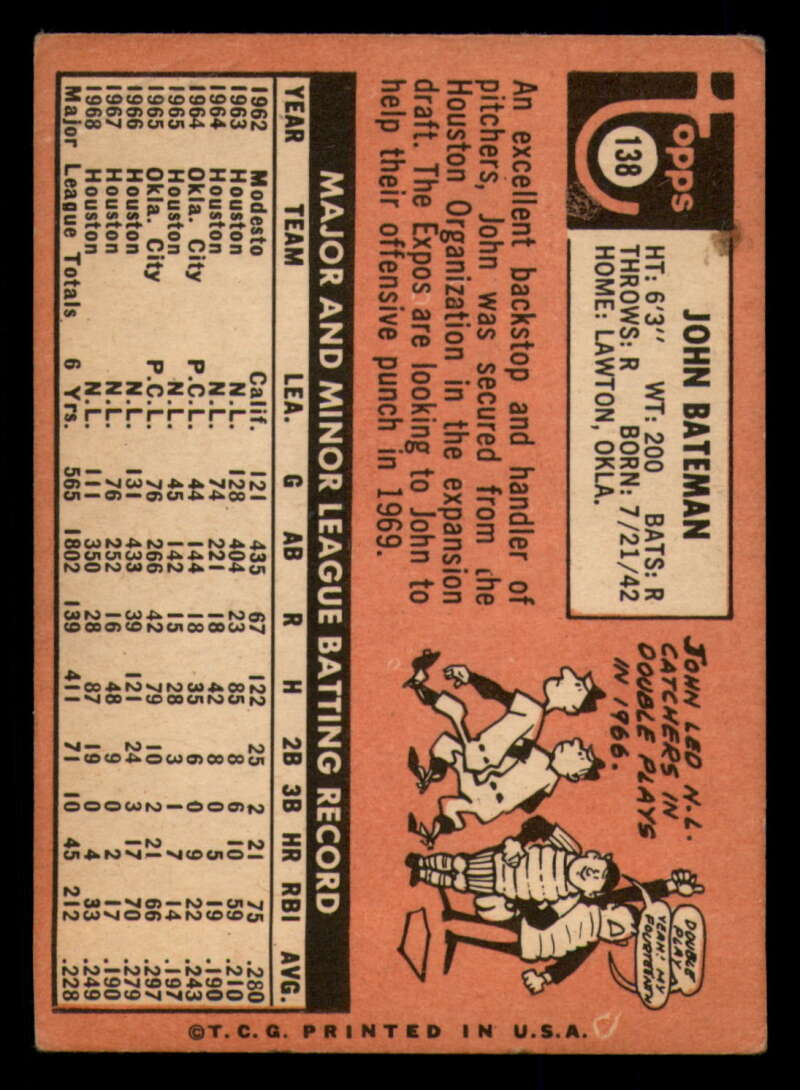 Topps
138
JOHN BATEMAN
HT: 6'3" WT: 200 BATS: R
THROWS: R BORN: 7/21/42
HOME: LAWTON, OKLA.
An excellent backstop and handler of
pitchers, John was secured from the
Houston Organization in the expansion
draft. The Expos are looking to John to
help their offensive punch in 1969.
JOHN LED N.L.
CATCHERS IN
DOUBLE PLAYS
IN 1966.
DOUBLE
PLAY
YEAH! MY
FOURTEENTH
MAJOR AND MINOR LEAGUE BATTING RECORD
YEAR TEAM LEA. G AB R H 2B 3B HR RBI AVG.
1962 Modesto Calif. 121 435 67 122 25 2 21 75 .280
1963 Houston N.L. 128 404 23 85 8 6 10 59 .210
1964 Houston N.L. 74 221 18 42 8 0 5 19 .190
1964 Okla. City P.C.L. 44 144 18 35 6 0 9 22 .243
1965 Houston N.L. 45 142 15 28 3 1 7 14 .197
1965 Okla. City P.C.L. 76 266 42 79 10 2 21 66 .297
1966 Houston N.L. 131 433 39 121 24 3 17 70 .279
1967 Houston N.L. 76 252 16 48 9 0 2 17 .190
1968 Houston N.L. 111 350 28 87 19 0 4 33 .249
Major League Totals 6 Yrs. 565 1802 139 411 71 10 45 212 .228
©T.C.G. PRINTED IN U.S.A.